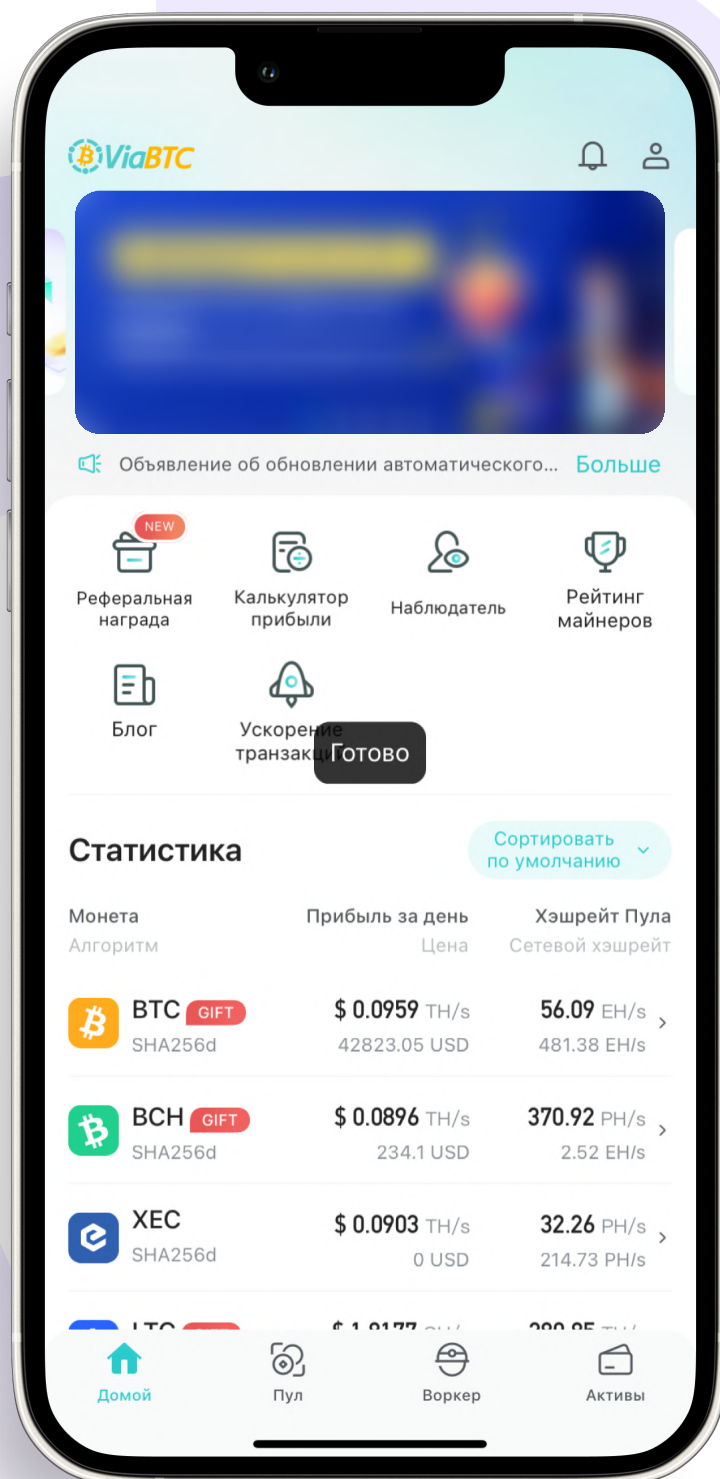 ViaBTC
Объявление об обновлении автоматического... Больше
NEW
Реферальная
награда
Калькулятор
прибыли
Наблюдатель
Рейтинг
майнеров
Блог
Ускорение
транзакции
Готово
Статистика
Сортировать
по умолчанию
Монета Прибыль за день Хэшрейт Пула
Алгоритм Цена Сетевой хэшрейт
BTC GIFT $ 0.0959 TH/s 56.09 EH/s
SHA256d 42823.05 USD 481.38 EH/s
BCH GIFT $ 0.0896 TH/s 370.92 PH/s
SHA256d 234.1 USD 2.52 EH/s
XEC $ 0.0903 TH/s 32.26 PH/s
SHA256d 0 USD 214.73 PH/s
LTC $ 1.9177
Домой Пул Воркер Активы